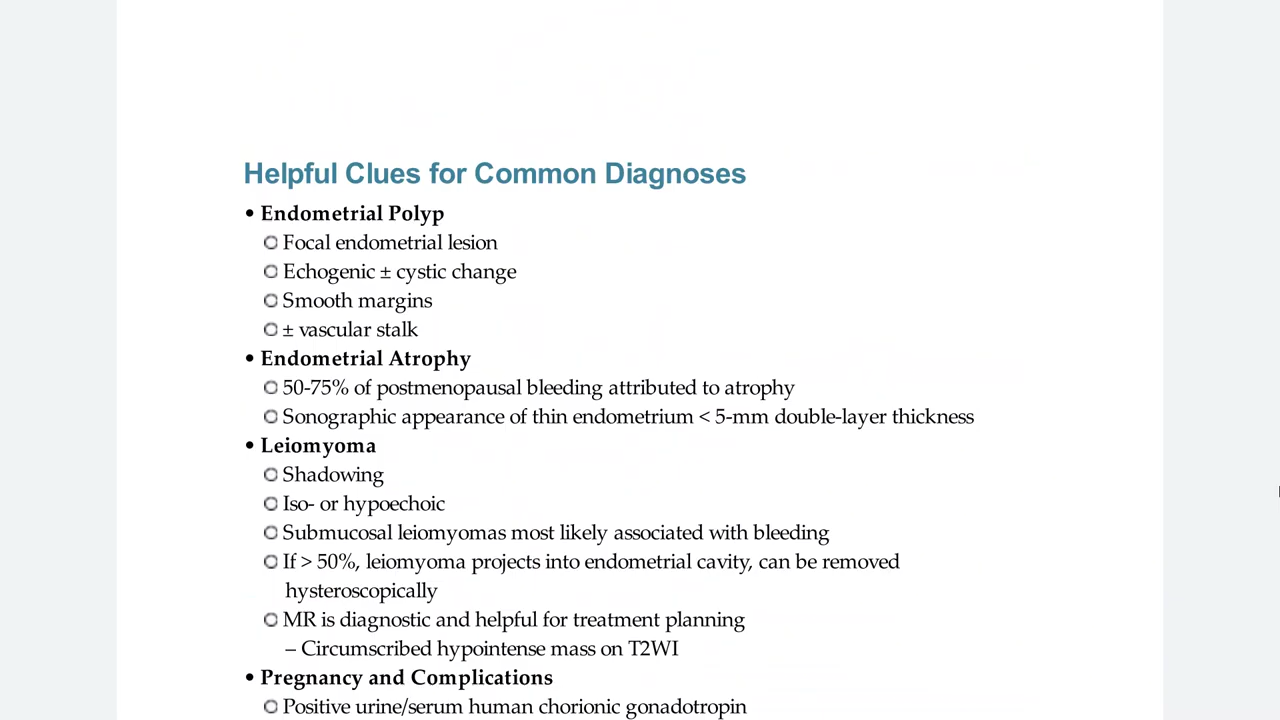 Helpful Clues for Common Diagnoses
• Endometrial Polyp
○ Focal endometrial lesion
○ Echogenic ± cystic change
○ Smooth margins
○ ± vascular stalk
• Endometrial Atrophy
○ 50-75% of postmenopausal bleeding attributed to atrophy
○ Sonographic appearance of thin endometrium < 5-mm double-layer thickness
• Leiomyoma
○ Shadowing
○ Iso- or hypoechoic
○ Submucosal leiomyomas most likely associated with bleeding
○ If > 50%, leiomyoma projects into endometrial cavity, can be removed
hysteroscopically
○ MR is diagnostic and helpful for treatment planning
– Circumscribed hypointense mass on T2WI
• Pregnancy and Complications
○ Positive urine/serum human chorionic gonadotropin